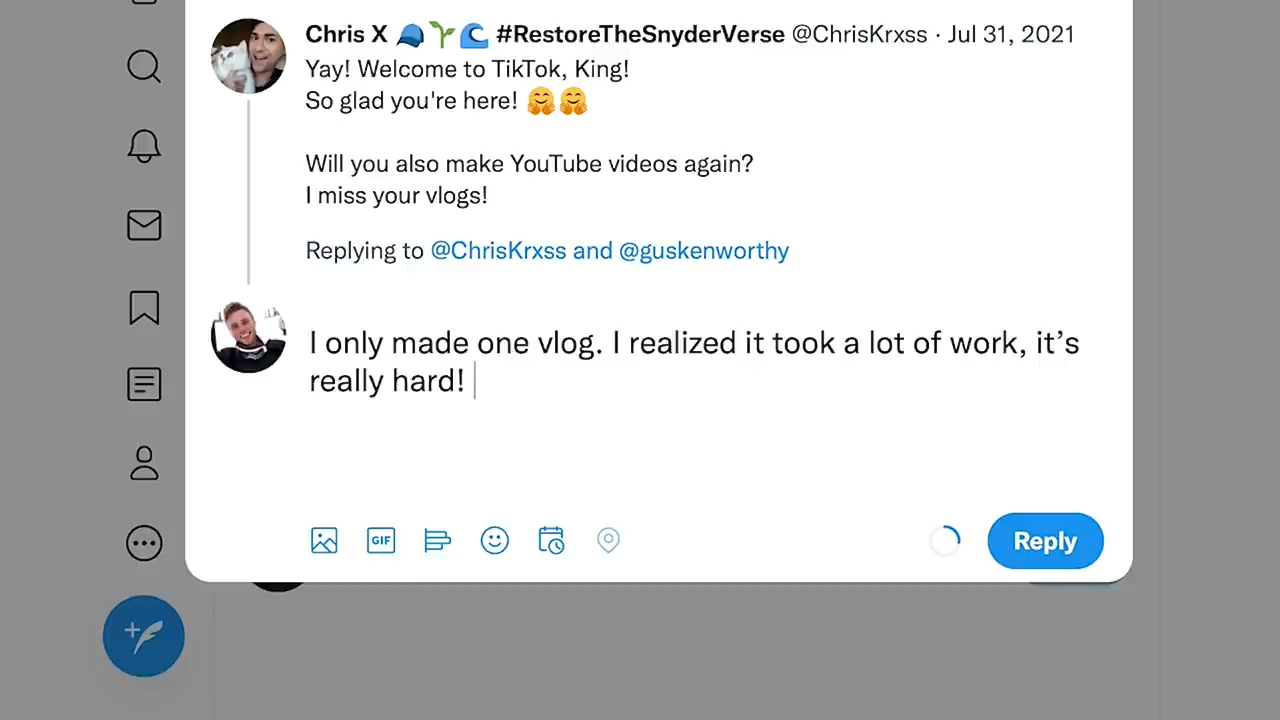 Chris X 🧢🌱🌊 #RestoreTheSnyderVerse @ChrisKrxss · Jul 31, 2021
Yay! Welcome to TikTok, King!
So glad you're here! 🤗🤗
Will you also make YouTube videos again?
I miss your vlogs!
Replying to @ChrisKrxss and @guskenworthy
I only made one vlog. I realized it took a lot of work, it’s
really hard!
GIF
Reply